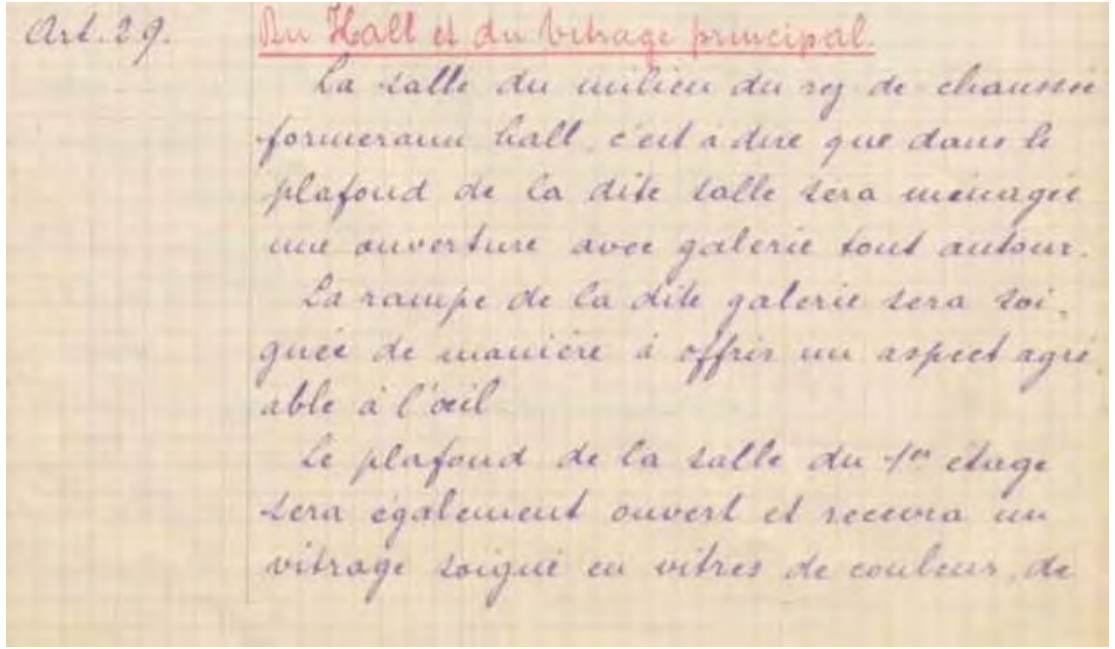 Art. 29. Du Hall et du vitrage principal
La salle du milieu du rez de chaussée
formera un hall, c'est à dire que dans le
plafond de la dite salle sera ménagée
une ouverture avec galerie tout autour.
La rampe de la dite galerie sera soi-
gnée de manière à offrir un aspect agré
able à l'œil
Le plafond de la salle du 1er étage
sera également ouvert et recevra un
vitrage soigné en vitres de couleur, de